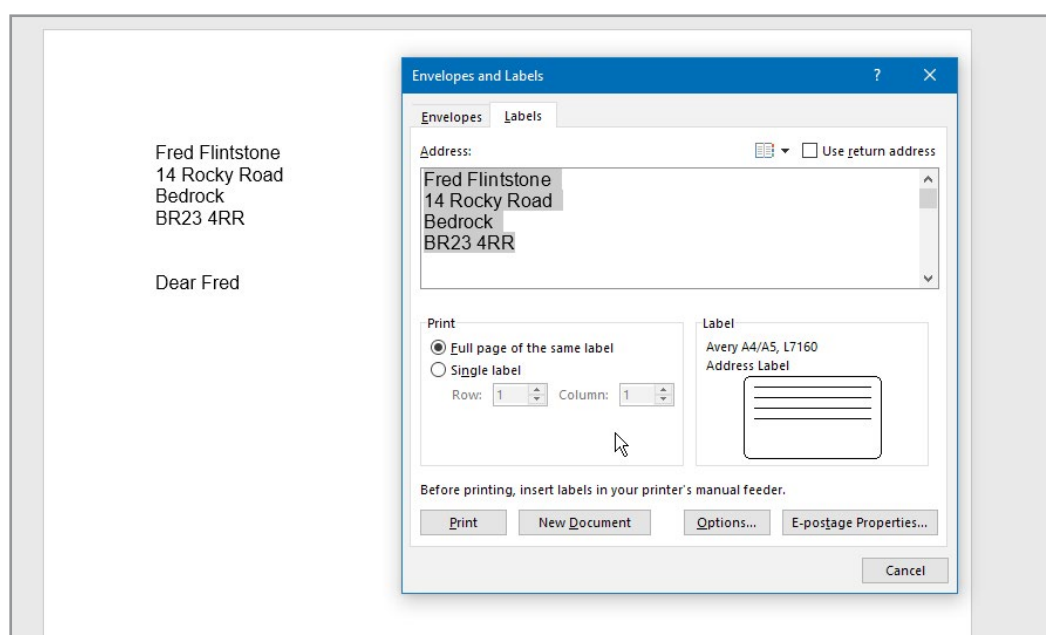 Fred Flintstone
14 Rocky Road
Bedrock
BR23 4RR
Dear Fred
Envelopes and Labels
Envelopes Labels
Address: Use return address
Fred Flintstone
14 Rocky Road
Bedrock
BR23 4RR
Print
Full page of the same label
Single label
Row: 1 Column: 1
Label
Avery A4/A5, L7160
Address Label
Before printing, insert labels in your printer's manual feeder.
Print New Document Options... E-postage Properties...
Cancel